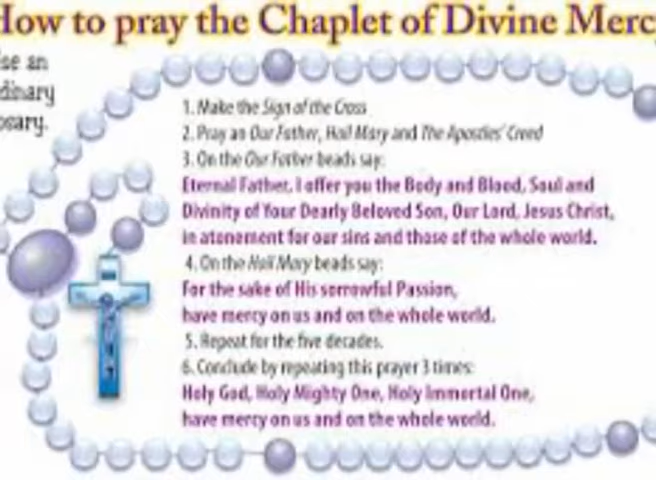 How to pray the Chaplet of Divine Mercy
se an
dinary
osary.
1. Make the Sign of the Cross
2. Pray an Our Father, Hail Mary and The Apostles' Creed
3. On the Our Father beads say:
Eternal Father, I offer you the Body and Blood, Soul and
Divinity of Your Dearly Beloved Son, Our Lord, Jesus Christ,
in atonement for our sins and those of the whole world.
4. On the Hail Mary beads say:
For the sake of His sorrowful Passion,
have mercy on us and on the whole world.
5. Repeat for the five decades.
6. Conclude by repeating this prayer 3 times:
Holy God, Holy Mighty One, Holy Immortal One,
have mercy on us and on the whole world.